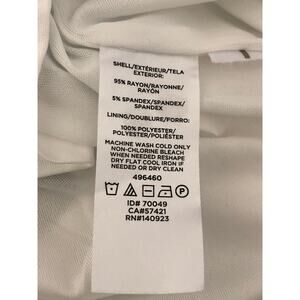 SHELL/EXTÉRIEUR/TELA
EXTERIOR:
95% RAYON/RAYONNE/
RAYÓN
5% SPANDEX/SPANDEX/
SPANDEX
LINING/DOUBLURE/FORRO:
100% POLYESTER/
POLYESTER/POLIÉSTER
MACHINE WASH COLD ONLY
NON-CHLORINE BLEACH
WHEN NEEDED RESHAPE
DRY FLAT COOL IRON IF
NEEDED OR DRY CLEAN
496460
P
ID# 70049
CA#57421
RN#140923